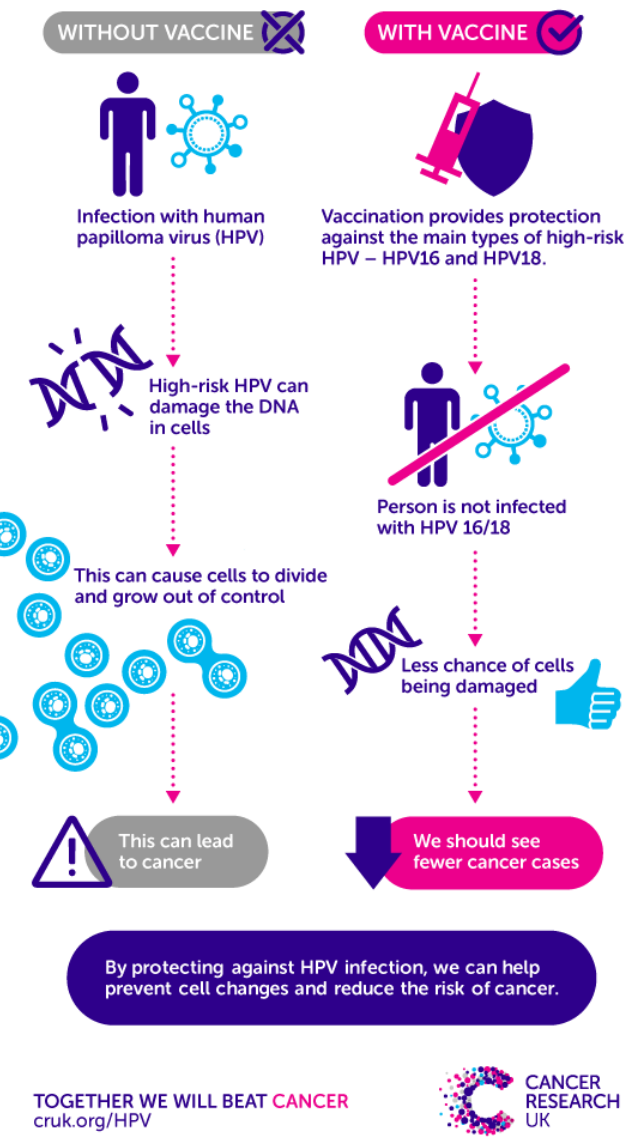 WITHOUT VACCINE
Infection with human
papilloma virus (HPV)
High-risk HPV can
damage the DNA
in cells
This can cause cells to divide
and grow out of control
This can lead
to cancer
WITH VACCINE
Vaccination provides protection
against the main types of high-risk
HPV – HPV16 and HPV18.
Person is not infected
with HPV 16/18
Less chance of cells
being damaged
We should see
fewer cancer cases
By protecting against HPV infection, we can help
prevent cell changes and reduce the risk of cancer.
TOGETHER WE WILL BEAT CANCER
cruk.org/HPV
CANCER
RESEARCH
UK